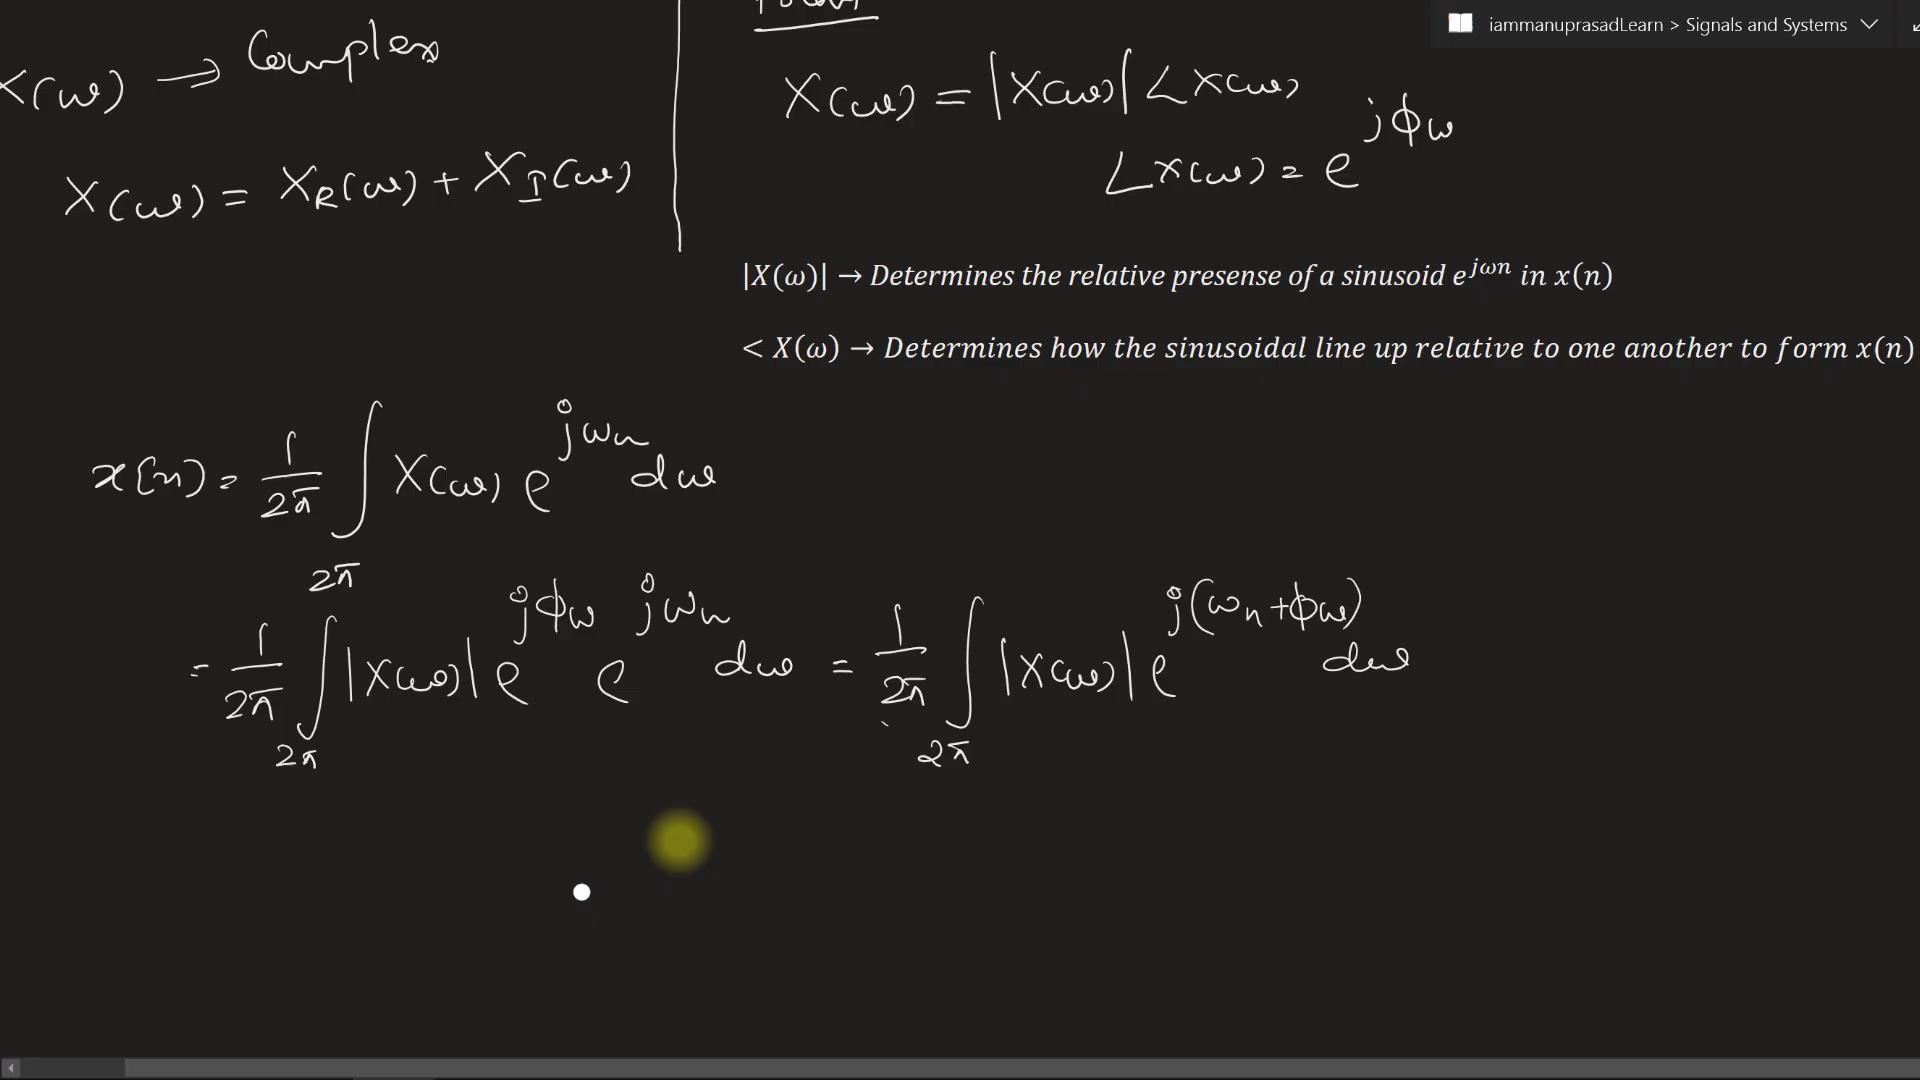 iammanuprasadLearn > Signals and Systems
X(ω) → Complex
X(ω) = X_R(ω) + X_I(ω)
X(ω) = |X(ω)| ∠X(ω)
∠X(ω) = e^{jϕω}
|X(ω)| → Determines the relative presense of a sinusoid e^{jωn} in x(n)
< X(ω) → Determines how the sinusoidal line up relative to one another to form x(n)
x[n] = 1/2π ∫_{2π} X(ω) e^{jωn} dω
= 1/2π ∫_{2π} |X(ω)| e^{jϕω} e^{jωn} dω = 1/2π ∫_{2π} |X(ω)| e^{j(ωn+ϕω)} dω